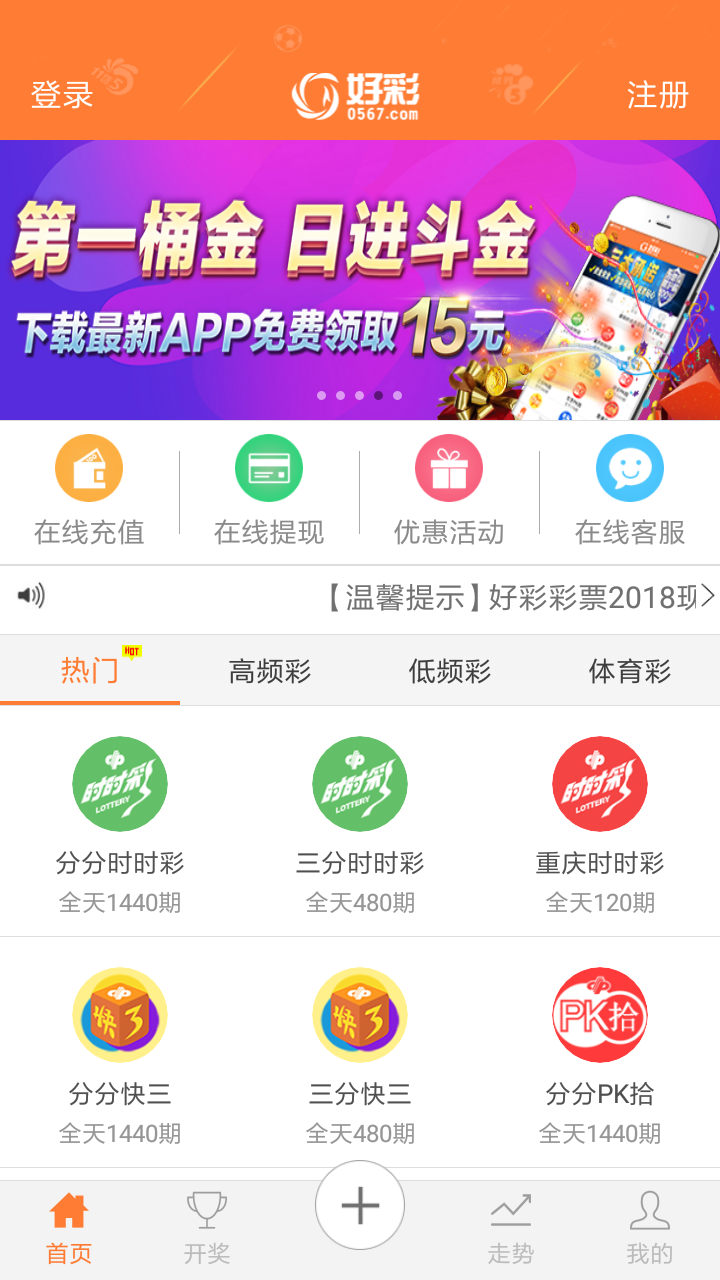 登录
好彩
0567.com
注册
第一桶金 日进斗金
下载最新APP免费领取15元
在线充值
在线提现
优惠活动
在线客服
【温馨提示】好彩彩票2018现
热门
HOT
高频彩
低频彩
体育彩
时时彩
LOTTERY
时时彩
LOTTERY
时时彩
LOTTERY
分分时时彩
三分时时彩
重庆时时彩
全天1440期
全天480期
全天120期
快3
快3
PK拾
分分快三
三分快三
分分PK拾
全天1440期
全天480期
全天1440期
首页
开奖
走势
我的